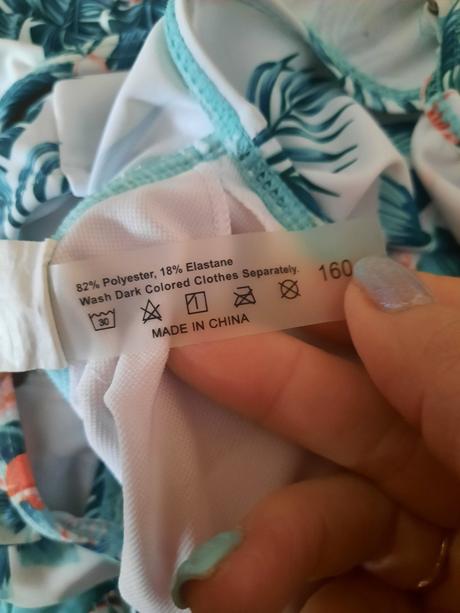 82% Polyester, 18% Elastane
Wash Dark Colored Clothes Separately.
160
30
MADE IN CHINA